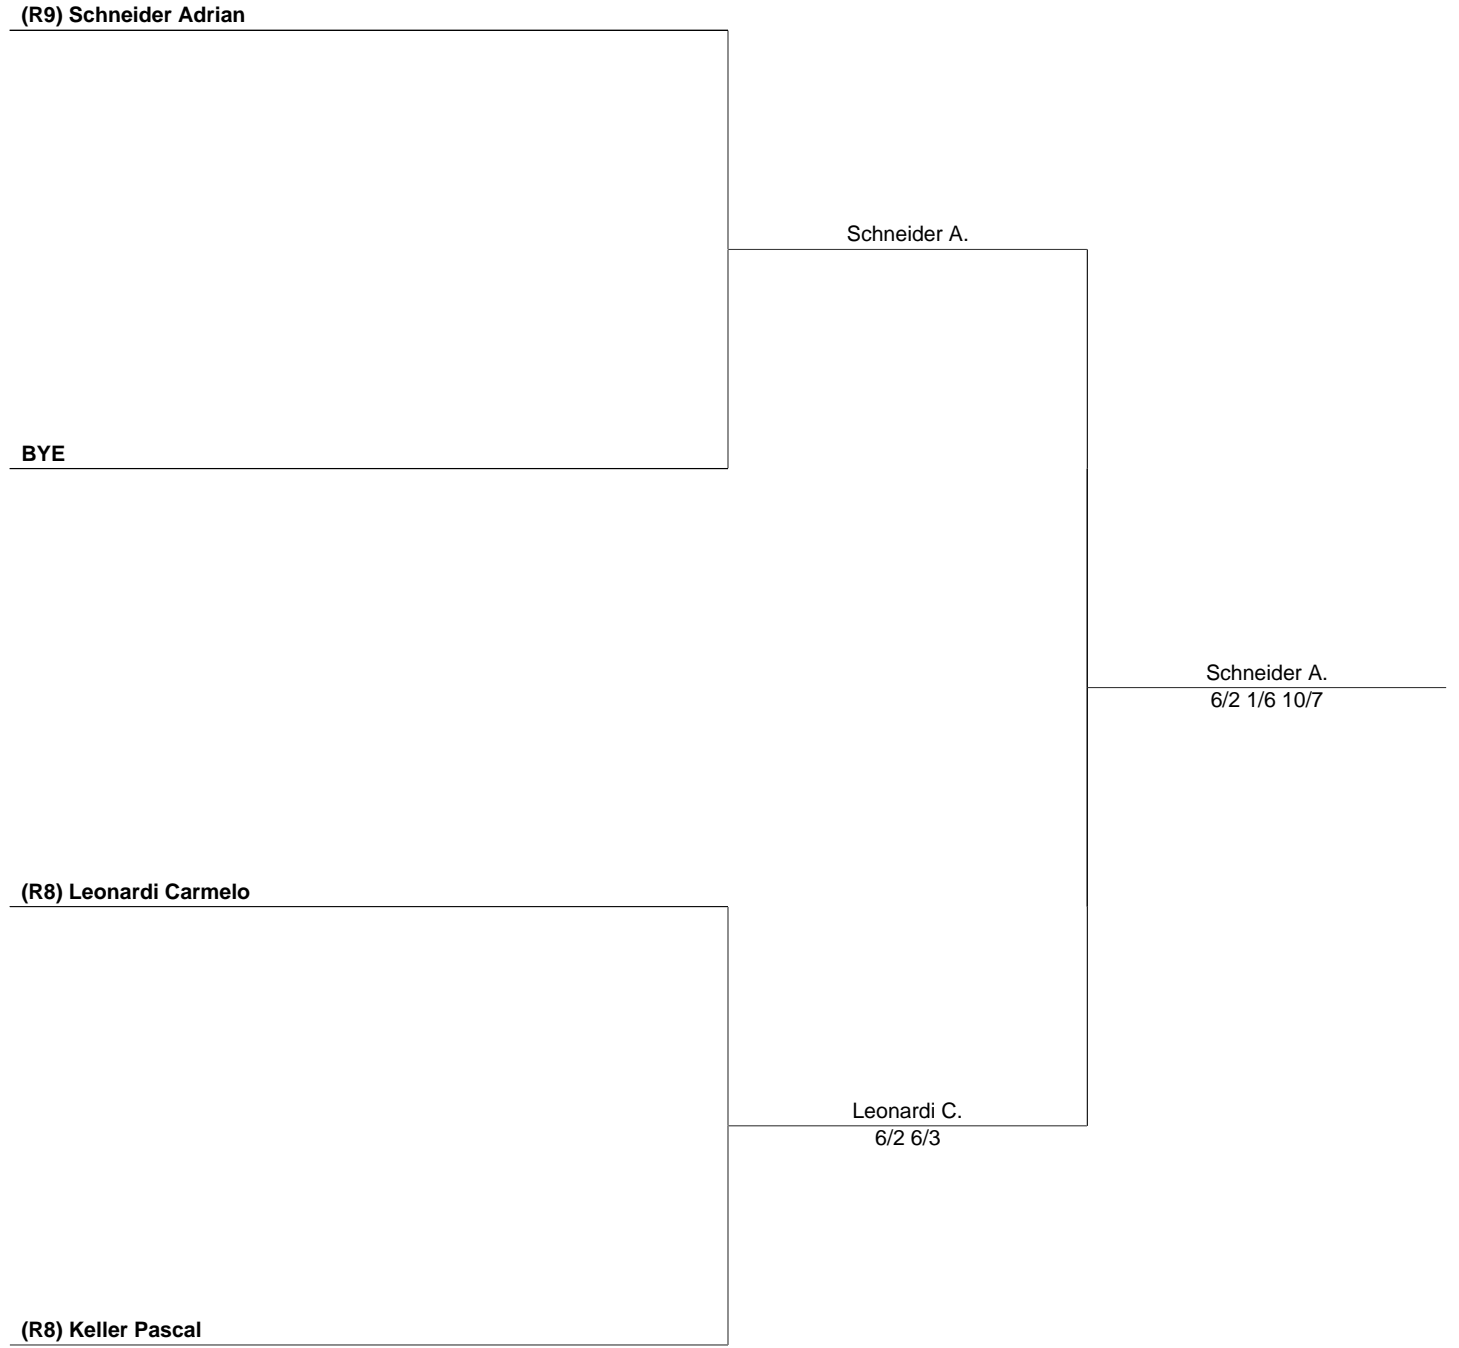 (R9) Schneider Adrian
Schneider A.
BYE
Schneider A.
6/2 1/6 10/7
(R8) Leonardi Carmelo
Leonardi C.
6/2 6/3
(R8) Keller Pascal